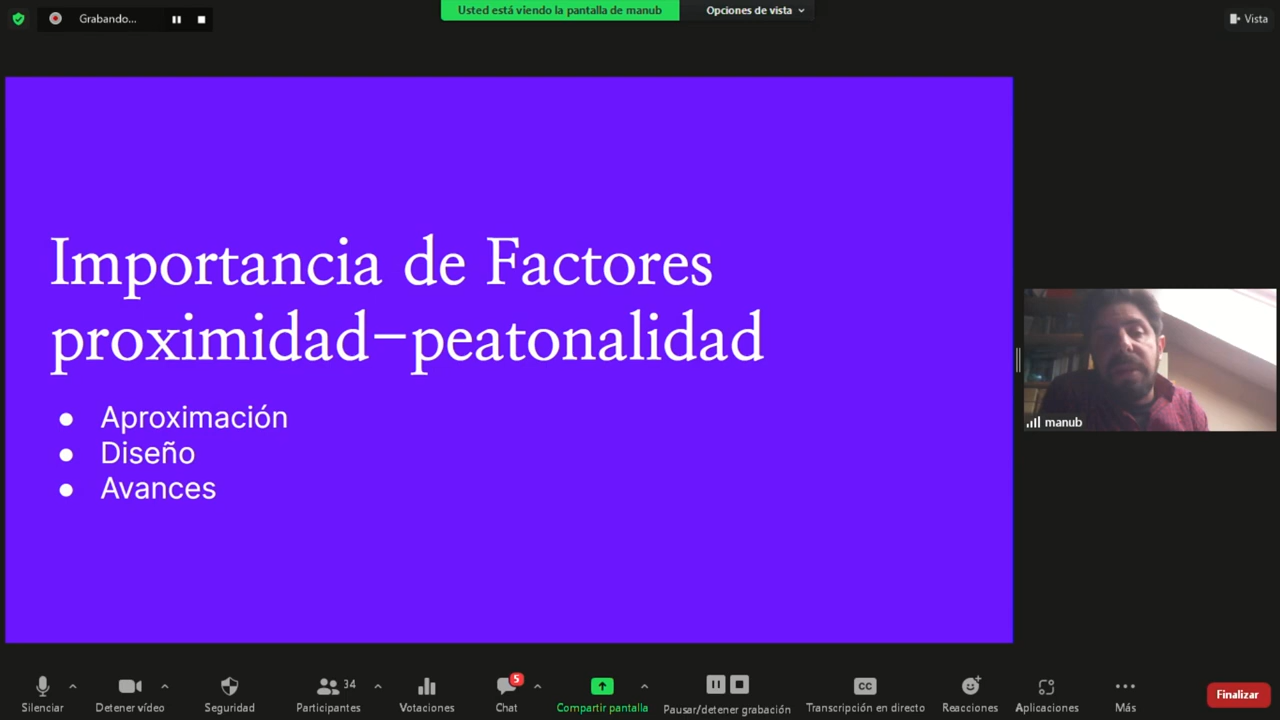 Grabando...
Usted está viendo la pantalla de manub
Opciones de vista
Vista
Importancia de Factores
proximidad-peatonalidad
● Aproximación
● Diseño
● Avances
manub
Silenciar
Detener vídeo
Seguridad
34
Participantes
Votaciones
5
Chat
Compartir pantalla
Pausar/detener grabación
CC
Transcripción en directo
Reacciones
Aplicaciones
Más
Finalizar